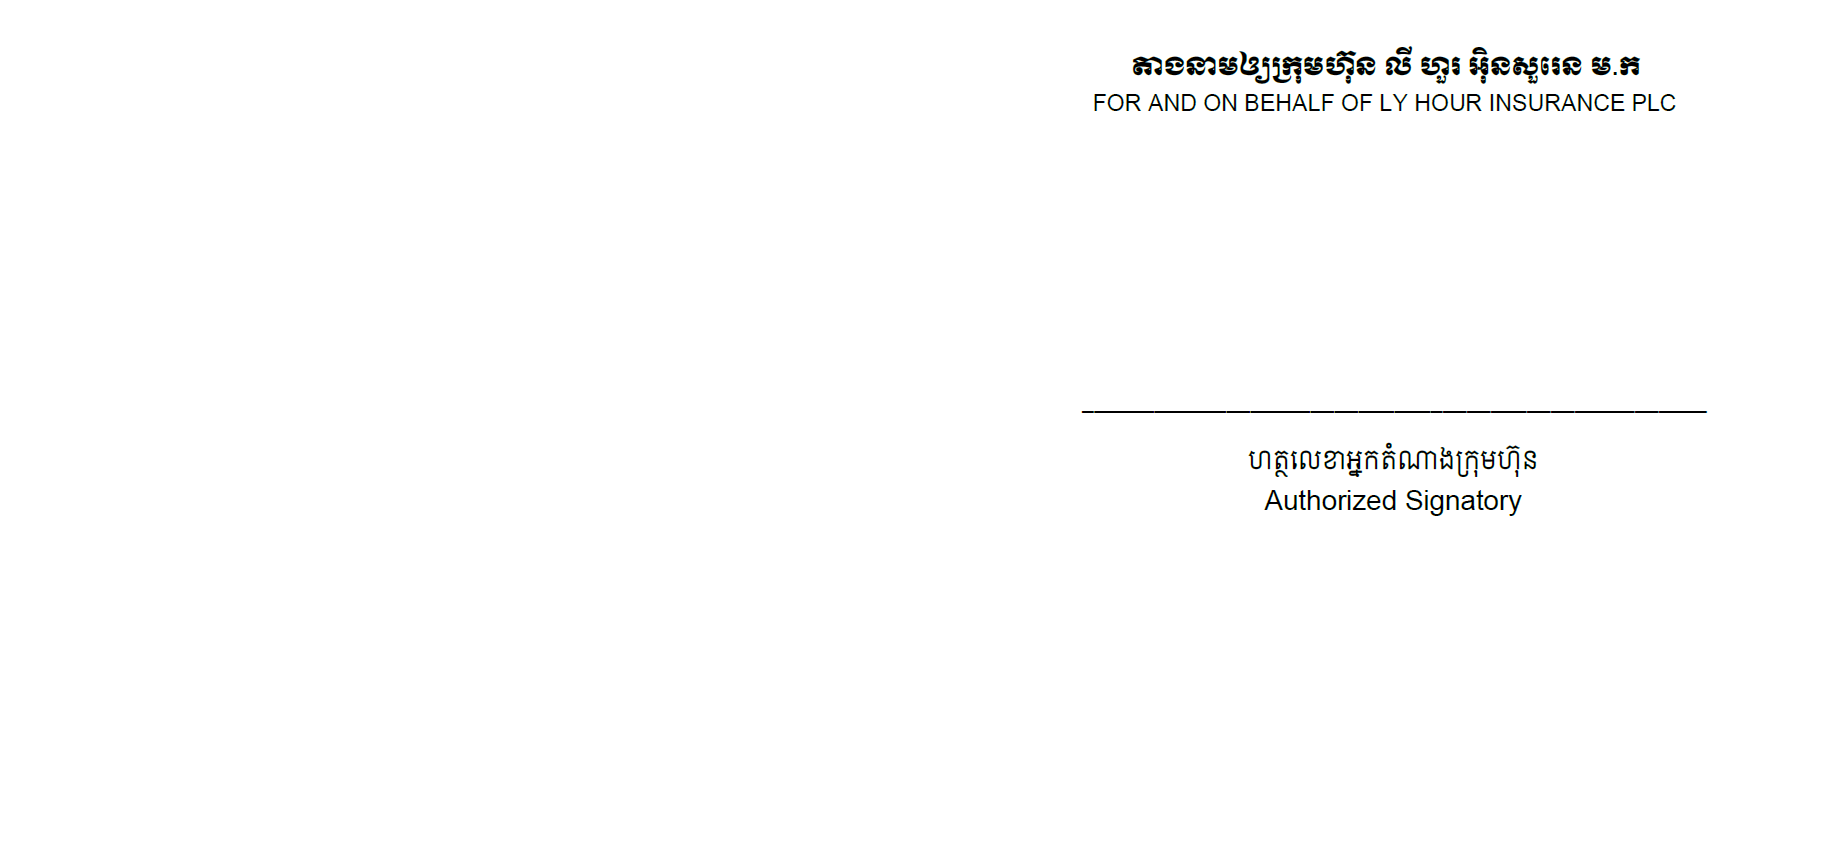 តាងនាមឲ្យក្រុមហ៊ុន លី ហួរ អ៊ិនសួរេន ម.ក
FOR AND ON BEHALF OF LY HOUR INSURANCE PLC
ហត្ថលេខាអ្នកតំណាងក្រុមហ៊ុន
Authorized Signatory